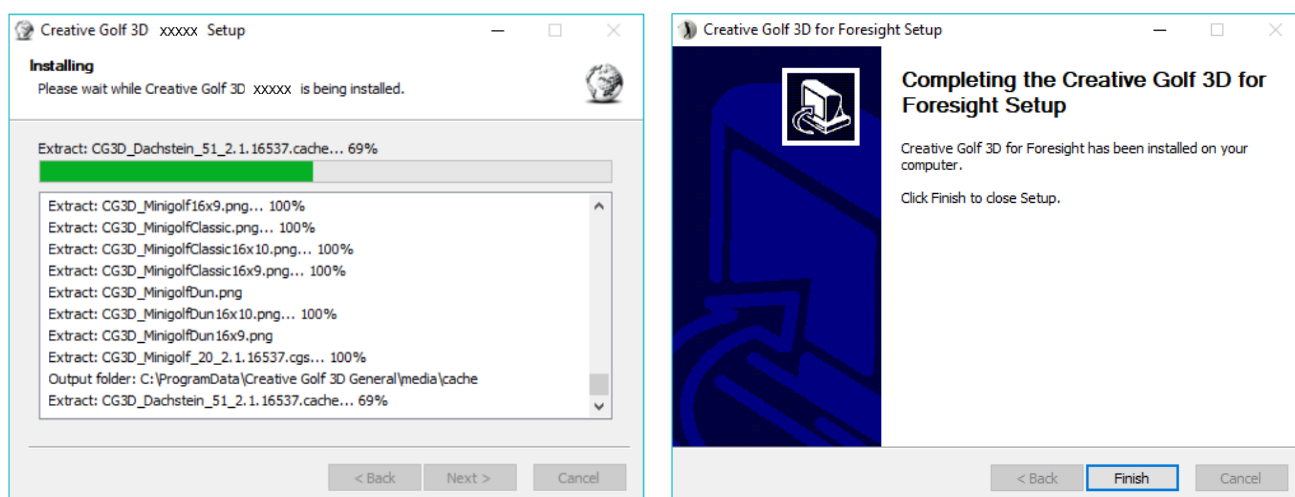 Creative Golf 3D xxxxx Setup
Installing
Please wait while Creative Golf 3D xxxxx is being installed.
Extract: CG3D_Dachstein_51_2.1.16537.cache... 69%
Extract: CG3D_Minigolf16x9.png... 100%
Extract: CG3D_MinigolfClassic.png... 100%
Extract: CG3D_MinigolfClassic16x10.png... 100%
Extract: CG3D_MinigolfClassic16x9.png... 100%
Extract: CG3D_MinigolfDun.png
Extract: CG3D_MinigolfDun16x10.png... 100%
Extract: CG3D_MinigolfDun16x9.png
Extract: CG3D_Minigolf_20_2.1.16537.cgs... 100%
Output folder: C:\ProgramData\Creative Golf 3D General\media\cache
Extract: CG3D_Dachstein_51_2.1.16537.cache... 69%
< Back Next > Cancel
Creative Golf 3D for Foresight Setup
Completing the Creative Golf 3D for
Foresight Setup
Creative Golf 3D for Foresight has been installed on your
computer.
Click Finish to close Setup.
< Back Finish Cancel